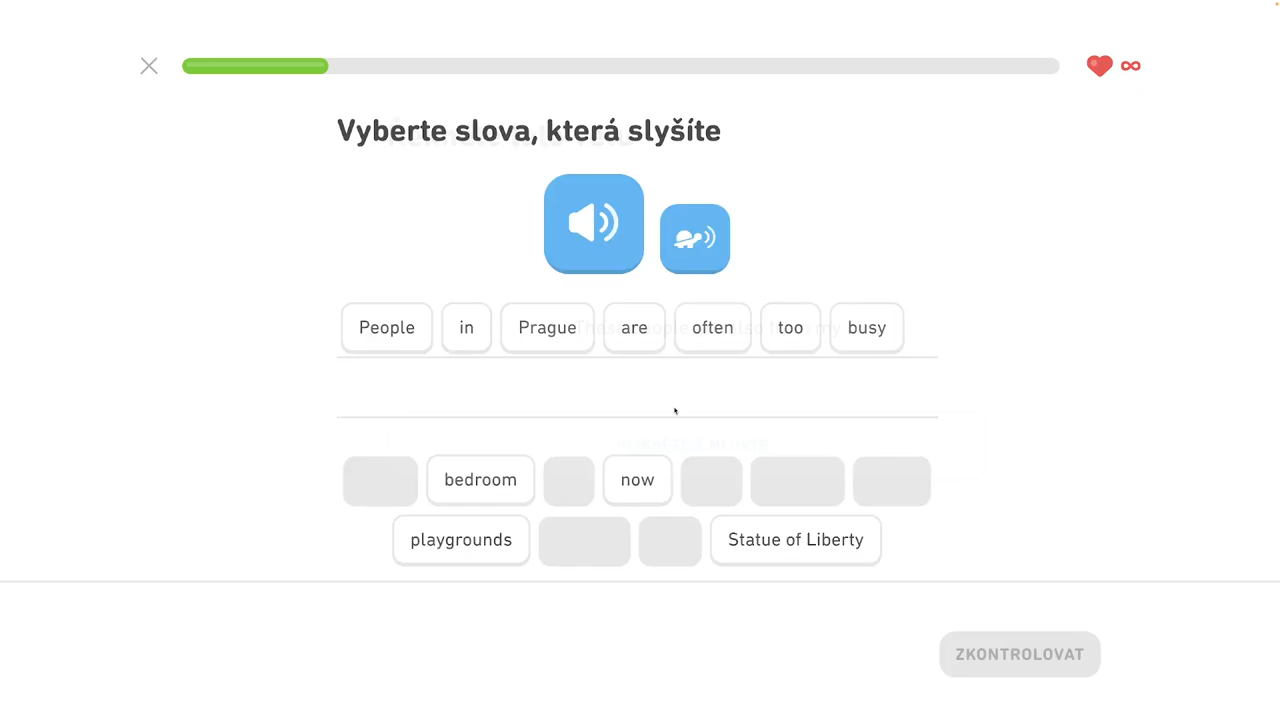 Vyberte slova, která slyšíte
People in Prague are often too busy
bedroom now
playgrounds Statue of Liberty
ZKONTROLOVAT